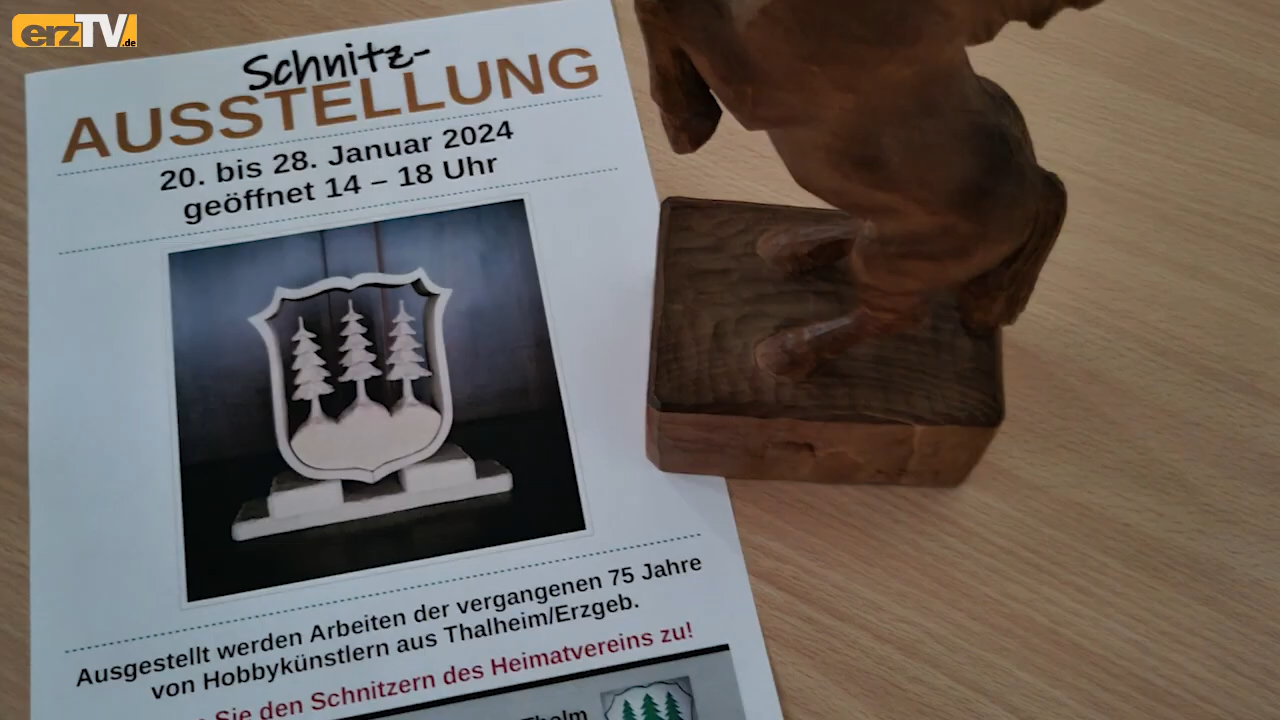 erzTV.de
Schnitz-
AUSSTELLUNG
20. bis 28. Januar 2024
geöffnet 14 – 18 Uhr
Ausgestellt werden Arbeiten der vergangenen 75 Jahre
von Hobbykünstlern aus Thalheim/Erzgeb.
Sie den Schnitzern des Heimatvereins zu!